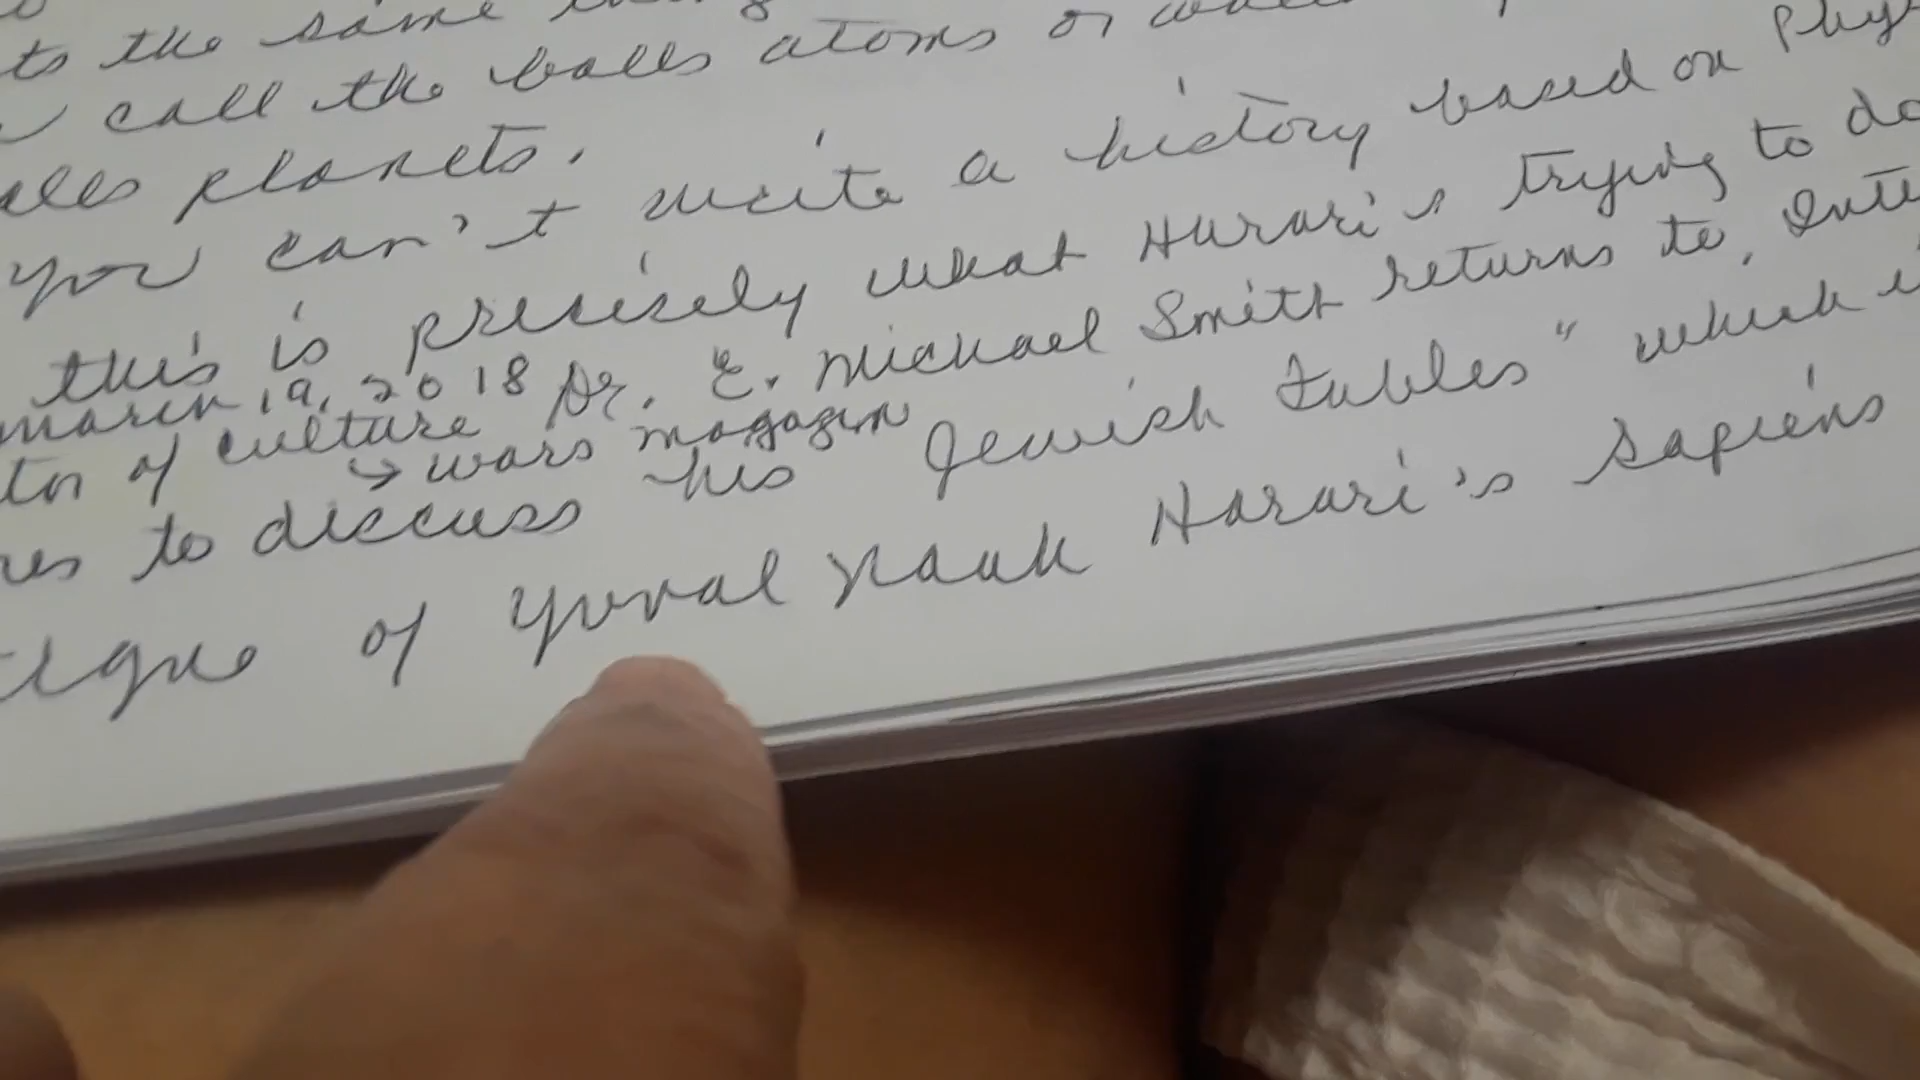 to the same
call the balls atoms or
planets.
You can't write a history based on
this is precisely what Harari's trying to do
march 19, 2018 Dr. E. Michael Smith returns to,
of culture
→ wars magazin
to discuss his "Jewish Fables" which
of Yuval Noah Harari's Sapiens